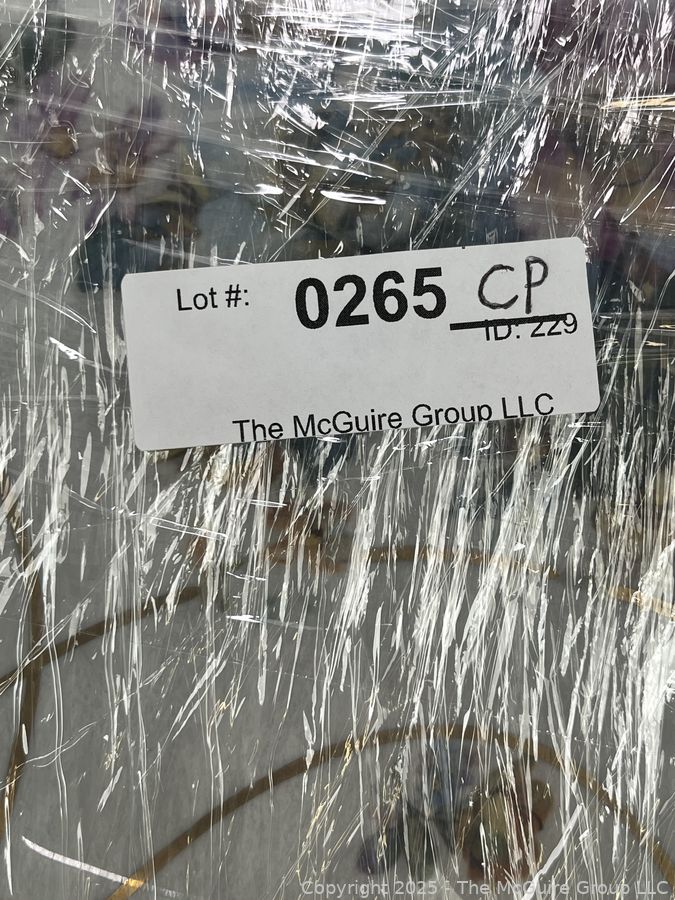 Lot #: 0265 CP
ID: 229
The McGuire Group LLC
Copyright 2025 - The McGuire Group LLC